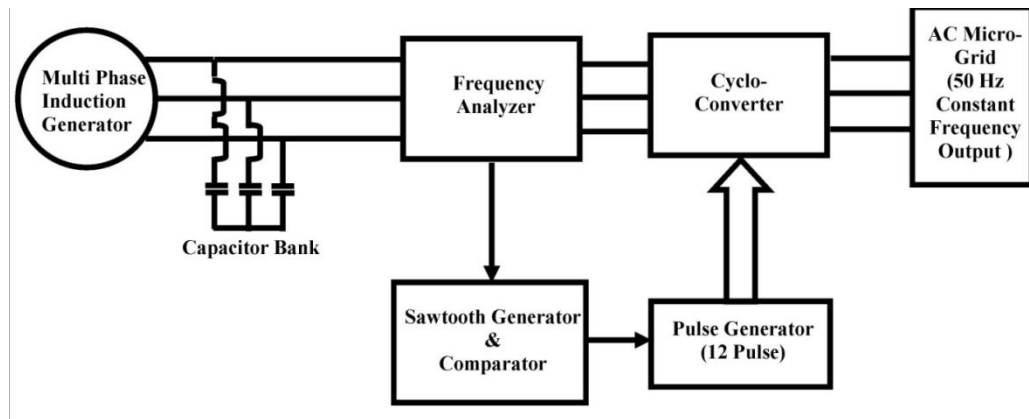 Multi Phase
Induction
Generator
Capacitor Bank
Frequency
Analyzer
Cyclo-
Converter
AC Micro-
Grid
(50 Hz
Constant
Frequency
Output )
Sawtooth Generator
&
Comparator
Pulse Generator
(12 Pulse)